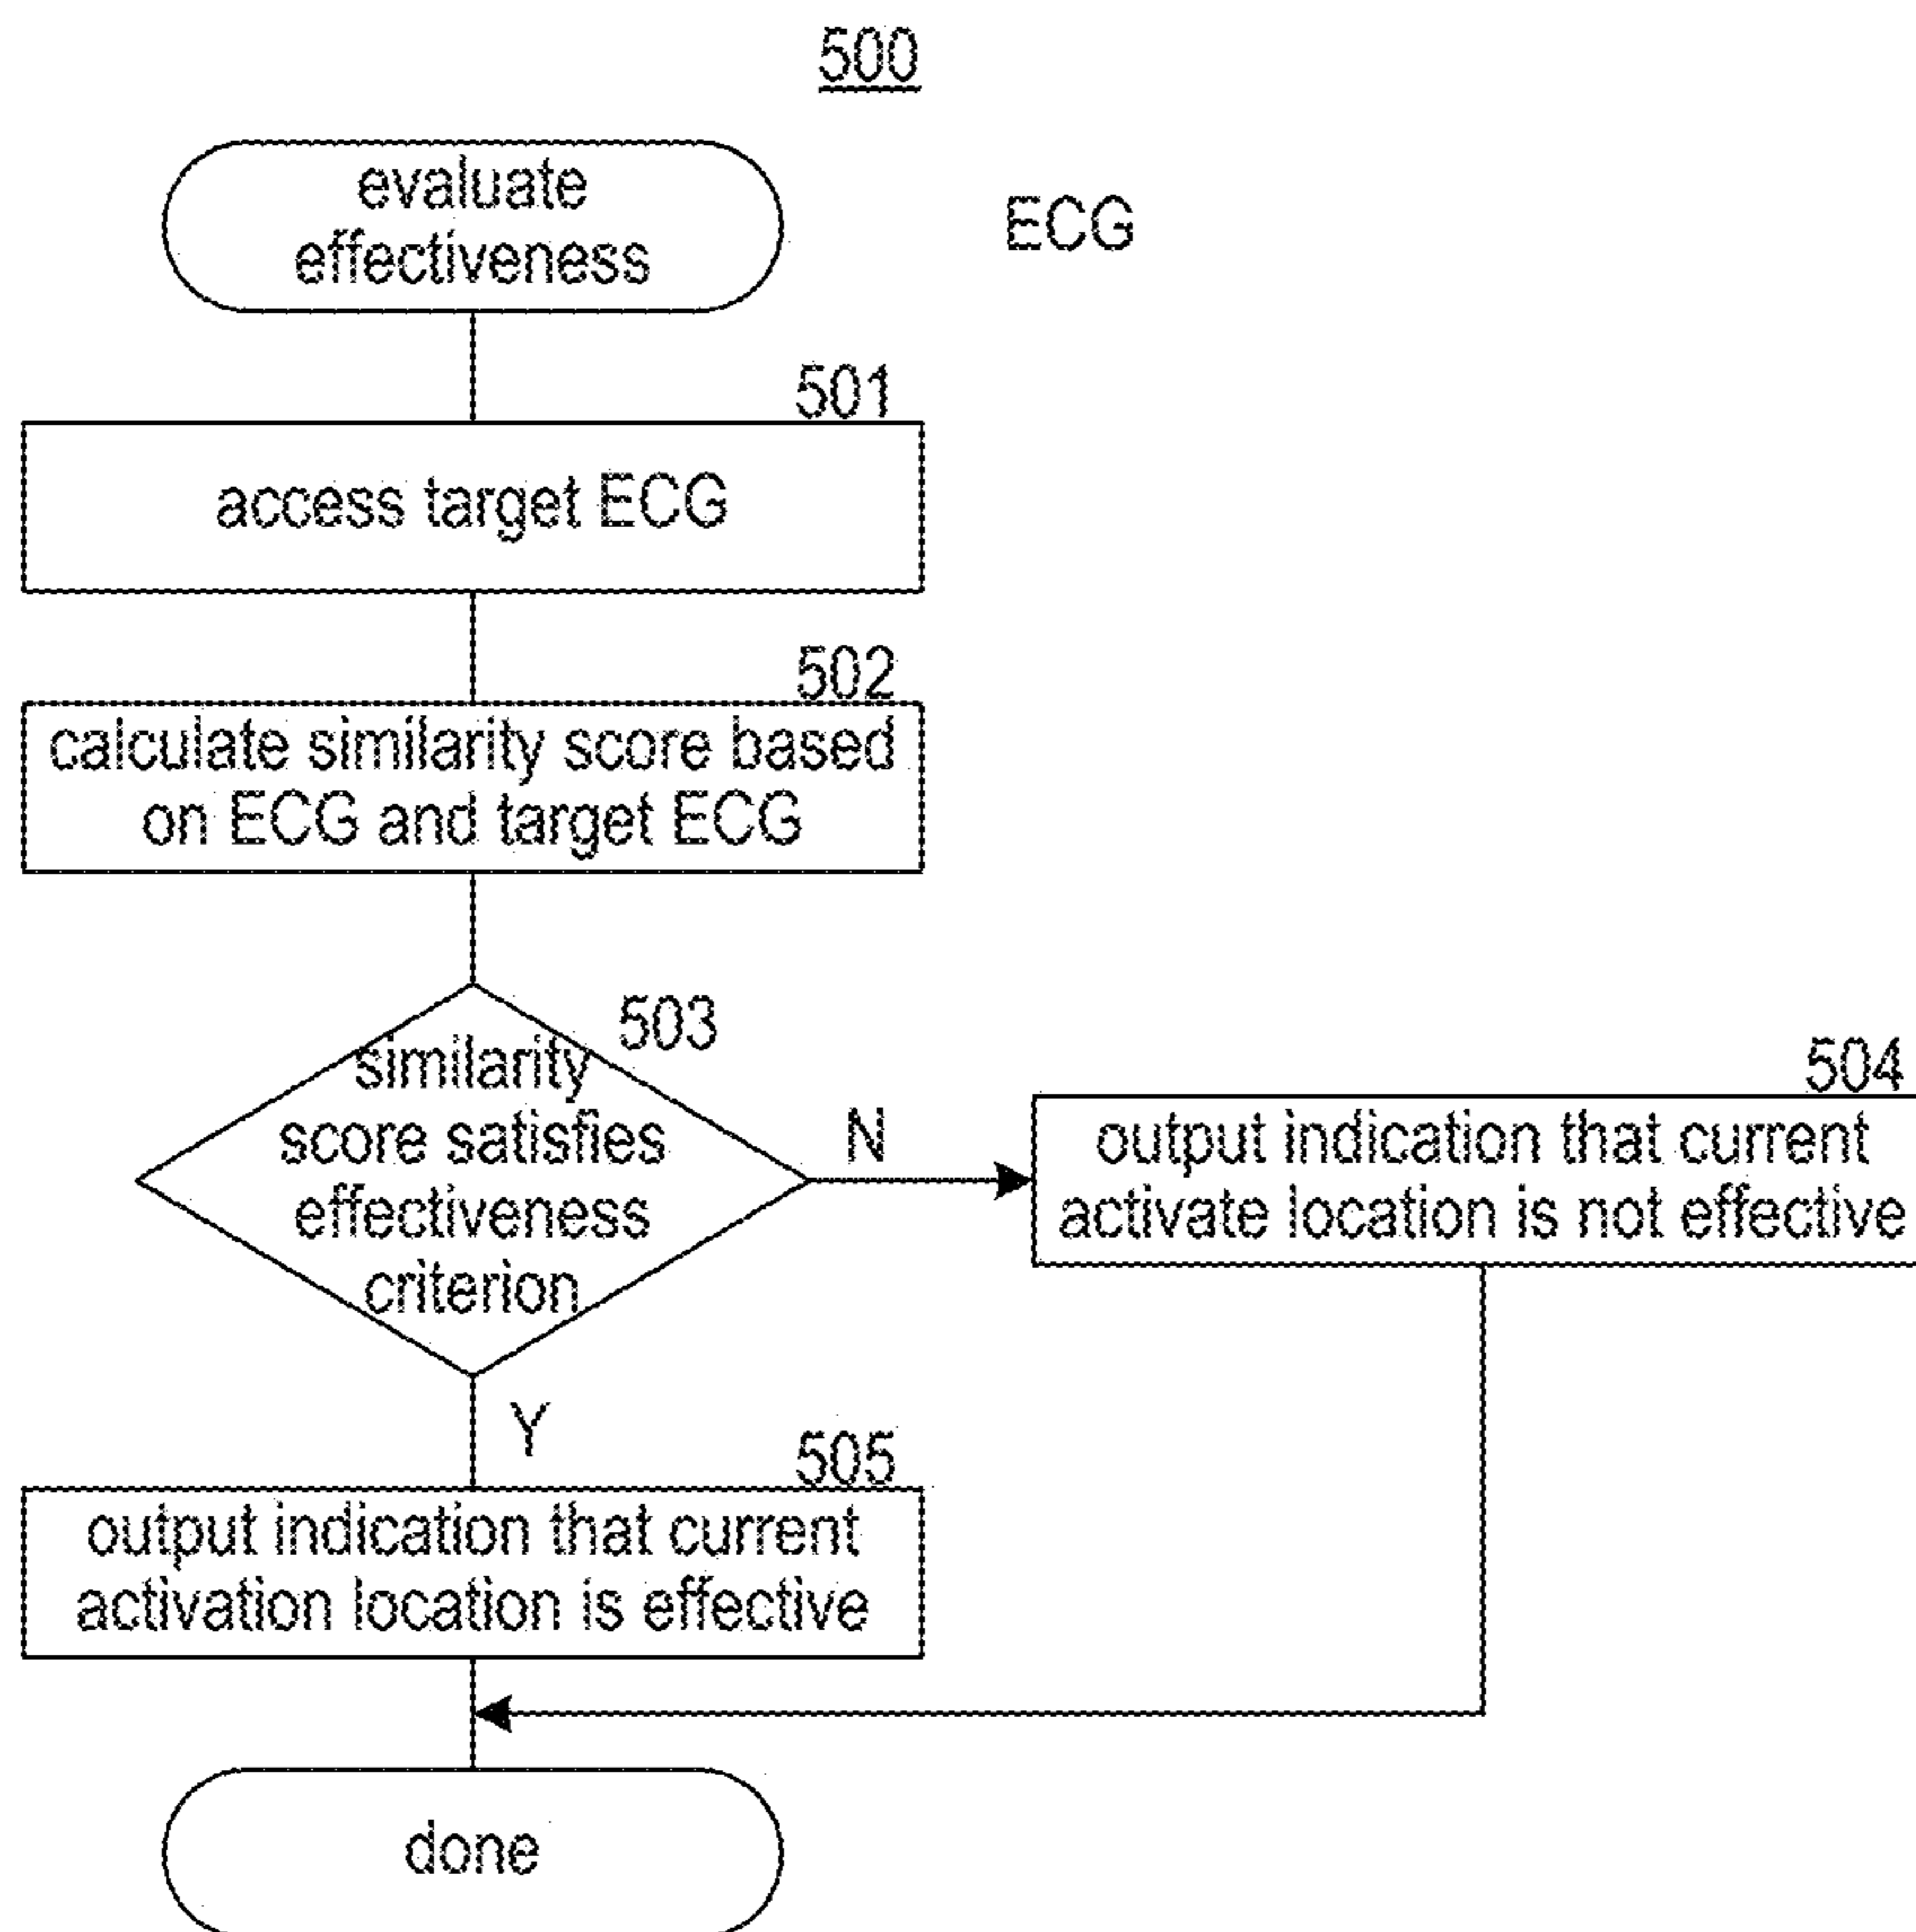 500
evaluate
effectiveness
ECG
501
access target ECG
502
calculate similarity score based
on ECG and target ECG
503
similarity
score satisfies
effectiveness
criterion
N
504
output indication that current
activate location is not effective
Y
505
output indication that current
activation location is effective
done